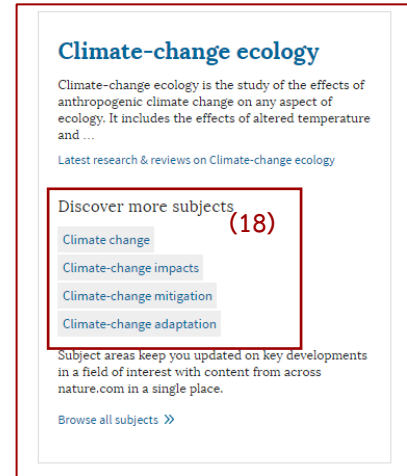 Climate-change ecology
Climate-change ecology is the study of the effects of
anthropogenic climate change on any aspect of
ecology. It includes the effects of altered temperature
and …
Latest research & reviews on Climate-change ecology
Discover more subjects
(18)
Climate change
Climate-change impacts
Climate-change mitigation
Climate-change adaptation
Subject areas keep you updated on key developments
in a field of interest with content from across
nature.com in a single place.
Browse all subjects »